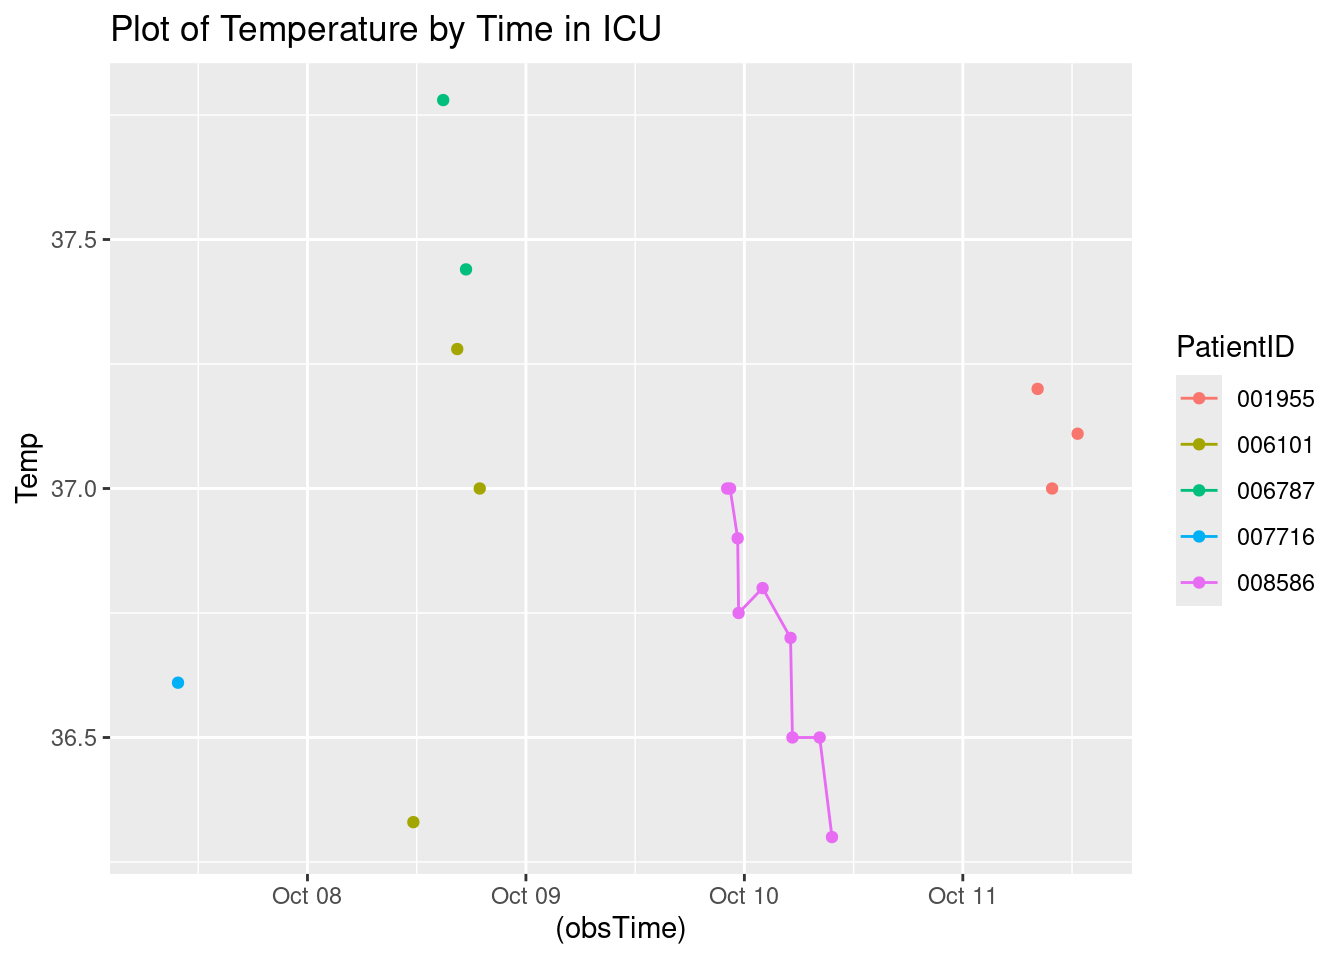 Plot of Temperature by Time in ICU
37.5
37.0
36.5
Temp
Oct 08
Oct 09
Oct 10
Oct 11
(obsTime)
PatientID
001955
006101
006787
007716
008586